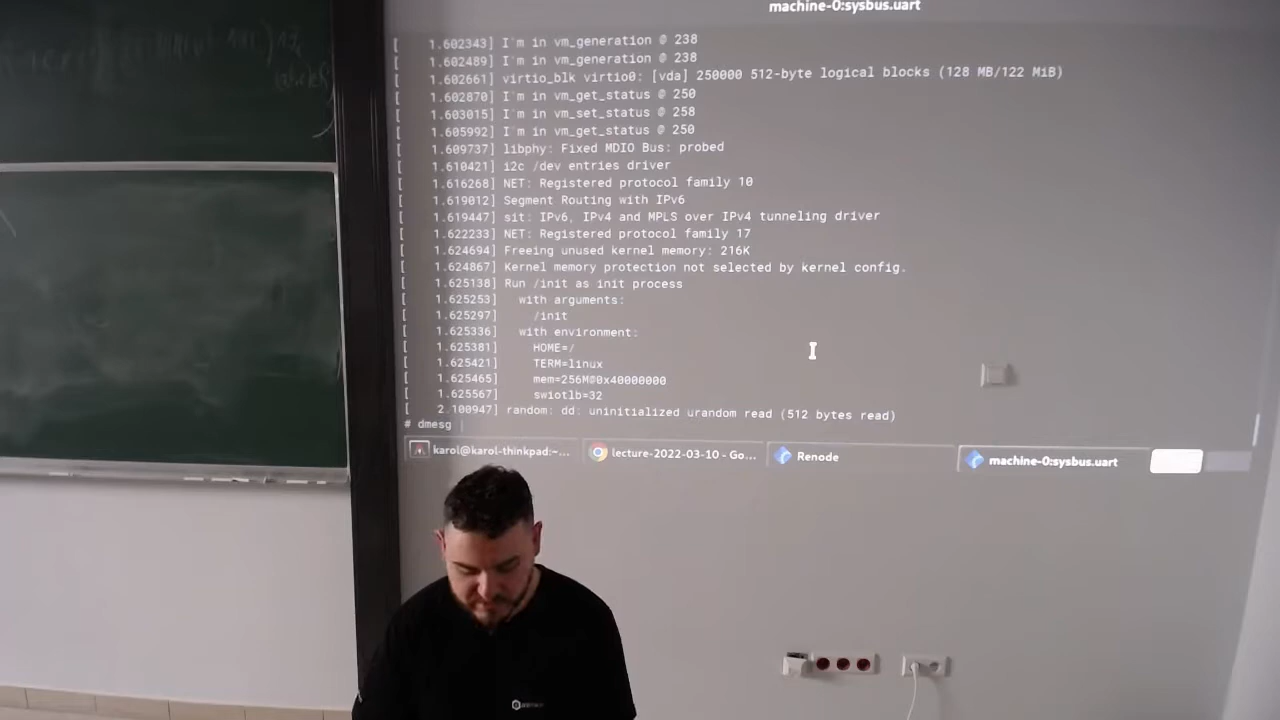 machine-0:sysbus.uart
[    1.602343] I'm in vm_generation @ 238
[    1.602489] I'm in vm_generation @ 238
[    1.602661] virtio_blk virtio0: [vda] 250000 512-byte logical blocks (128 MB/122 MiB)
[    1.602870] I'm in vm_get_status @ 250
[    1.603015] I'm in vm_set_status @ 258
[    1.605992] I'm in vm_get_status @ 250
[    1.609737] libphy: Fixed MDIO Bus: probed
[    1.610421] i2c /dev entries driver
[    1.616268] NET: Registered protocol family 10
[    1.619012] Segment Routing with IPv6
[    1.619447] sit: IPv6, IPv4 and MPLS over IPv4 tunneling driver
[    1.622233] NET: Registered protocol family 17
[    1.624694] Freeing unused kernel memory: 216K
[    1.624867] Kernel memory protection not selected by kernel config.
[    1.625138] Run /init as init process
[    1.625253]   with arguments:
[    1.625297]     /init
[    1.625336]   with environment:
[    1.625381]     HOME=/
[    1.625421]     TERM=linux
[    1.625465]     mem=256M@0x40000000
[    1.625567]     swiotlb=32
[    2.100947] random: dd: uninitialized urandom read (512 bytes read)
# dmesg
karol@karol-thinkpad:~... lecture-2022-03-10 - Go... Renode machine-0:sysbus.uart